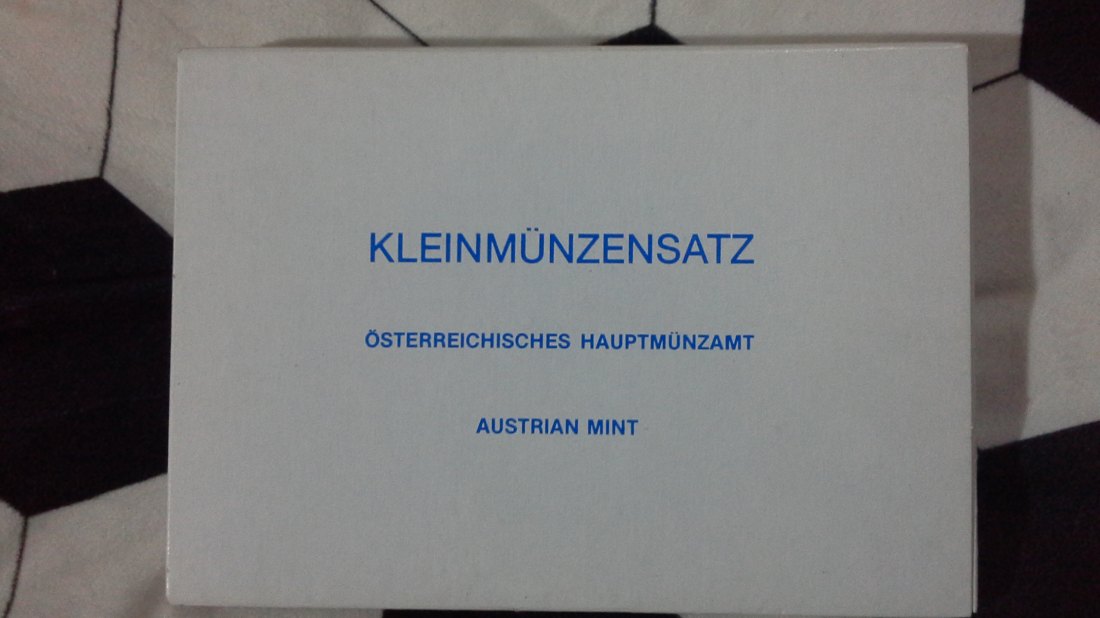 KLEINMÜNZENSATZ
ÖSTERREICHISCHES HAUPTMÜNZAMT
AUSTRIAN MINT